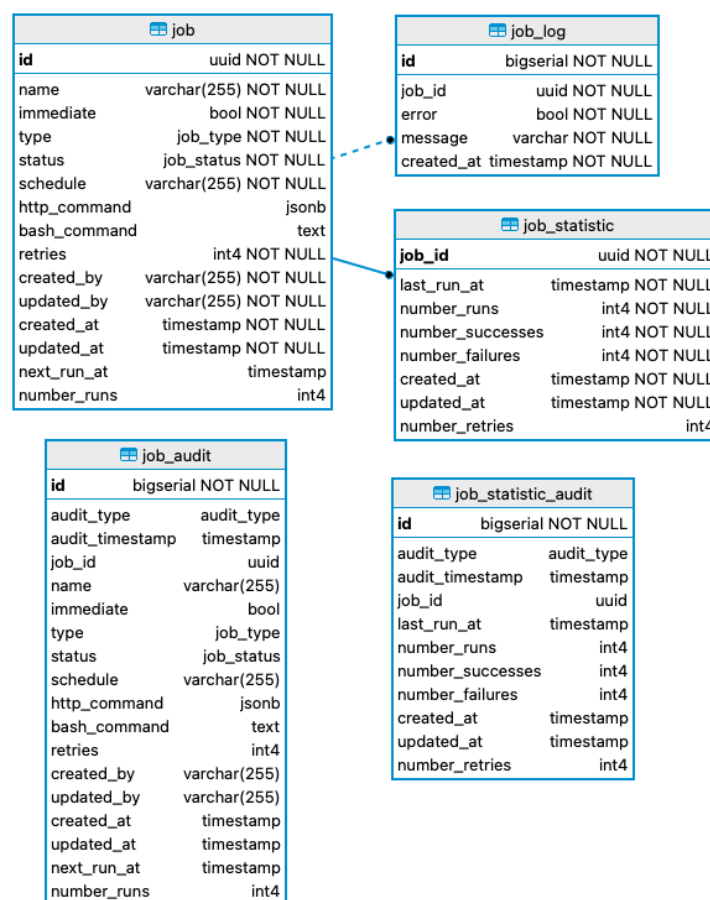 job
id uuid NOT NULL
name varchar(255) NOT NULL
immediate bool NOT NULL
type job_type NOT NULL
status job_status NOT NULL
schedule varchar(255) NOT NULL
http_command jsonb
bash_command text
retries int4 NOT NULL
created_by varchar(255) NOT NULL
updated_by varchar(255) NOT NULL
created_at timestamp NOT NULL
updated_at timestamp NOT NULL
next_run_at timestamp
number_runs int4
job_log
id bigserial NOT NULL
job_id uuid NOT NULL
error bool NOT NULL
message varchar NOT NULL
created_at timestamp NOT NULL
job_statistic
job_id uuid NOT NULL
last_run_at timestamp NOT NULL
number_runs int4 NOT NULL
number_successes int4 NOT NULL
number_failures int4 NOT NULL
created_at timestamp NOT NULL
updated_at timestamp NOT NULL
number_retries int4
job_audit
id bigserial NOT NULL
audit_type audit_type
audit_timestamp timestamp
job_id uuid
name varchar(255)
immediate bool
type job_type
status job_status
schedule varchar(255)
http_command jsonb
bash_command text
retries int4
created_by varchar(255)
updated_by varchar(255)
created_at timestamp
updated_at timestamp
next_run_at timestamp
number_runs int4
job_statistic_audit
id bigserial NOT NULL
audit_type audit_type
audit_timestamp timestamp
job_id uuid
last_run_at timestamp
number_runs int4
number_successes int4
number_failures int4
created_at timestamp
updated_at timestamp
number_retries int4